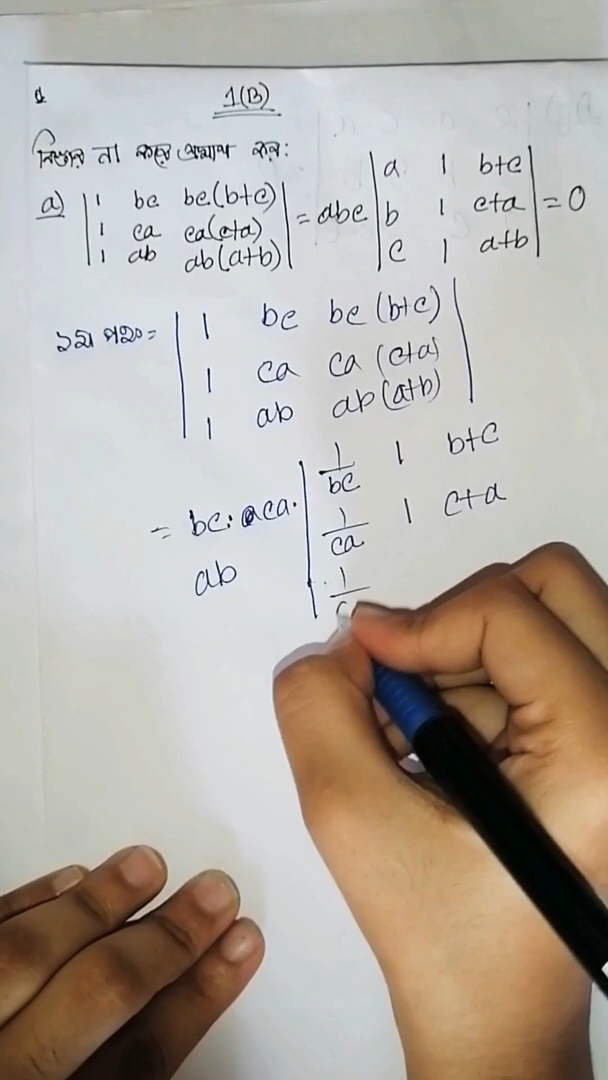 1(B)
বিস্তার না করে প্রমাণ কর:
a) | 1 bc bc(b+c) | = abc | a 1 b+c | = 0
| 1 ca ca(c+a) | | b 1 c+a |
| 1 ab ab(a+b) | | c 1 a+b |
১ম পক্ষ = | 1 bc bc(b+c) |
| 1 ca ca(c+a) |
| 1 ab ab(a+b) |
= bc. ca. ab | 1/bc 1 b+c
| 1/ca 1 c+a
| 1/